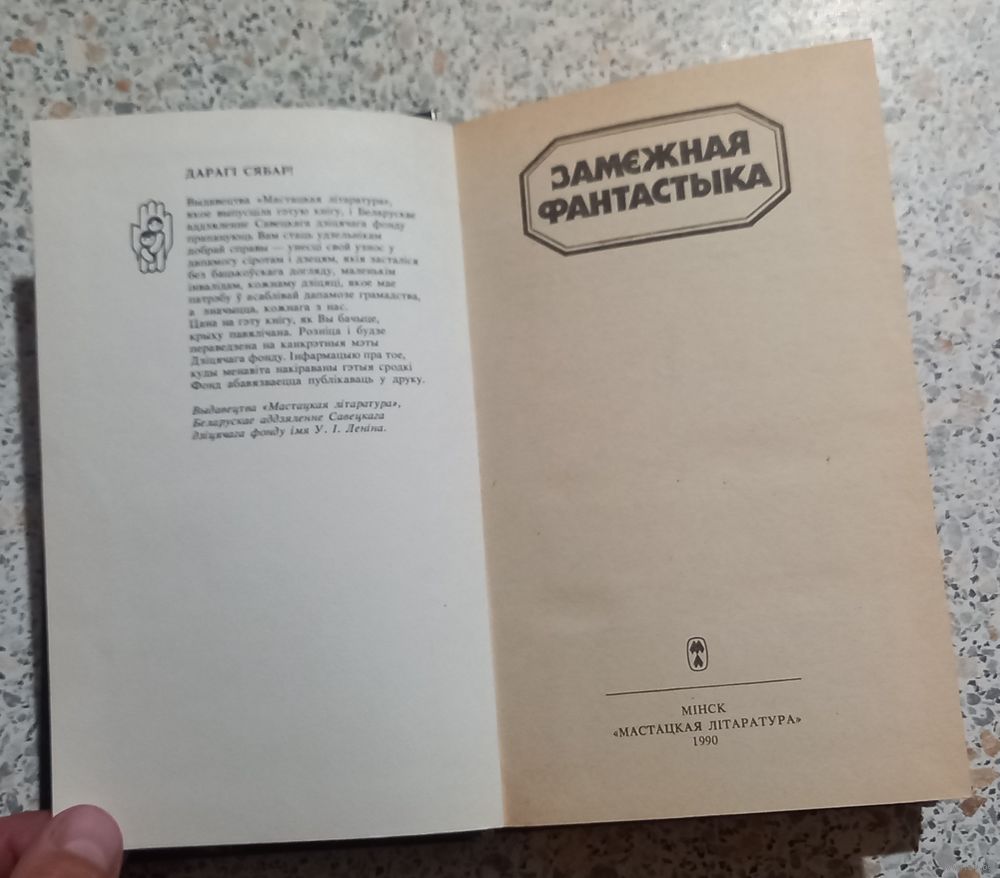 ДАРАГІ СЯБАР!
Выдавецтва «Мастацкая літаратура»,
якое выпусціла гэтую кнігу, і Беларускае
аддзяленне Савецкага дзіцячага фонду
прапануюць Вам стаць удзельнікам
добрай справы — унесці свой узнос у
дапамогу сіротам і дзецям, якія засталіся
без бацькоўскага догляду, маленькім
інвалідам, кожнаму дзіцяці, якое мае
патрэбу ў асаблівай дапамозе грамадства,
а значыцца, кожнага з нас.
Цана на гэту кнігу, як Вы бачыце,
крыху павялічана. Розніца і будзе
пераведзена на канкрэтныя мэты
Дзіцячага фонду. Інфармацыю пра тое,
куды менавіта накіраваны гэтыя сродкі
Фонд абавязваецца публікаваць у друку.
Выдавецтва «Мастацкая літаратура»,
Беларускае аддзяленне Савецкага
дзіцячага фонду імя У. І. Леніна.
ЗАМЕЖНАЯ
ФАНТАСТЫКА
МІНСК
«МАСТАЦКАЯ ЛІТАРАТУРА»
1990